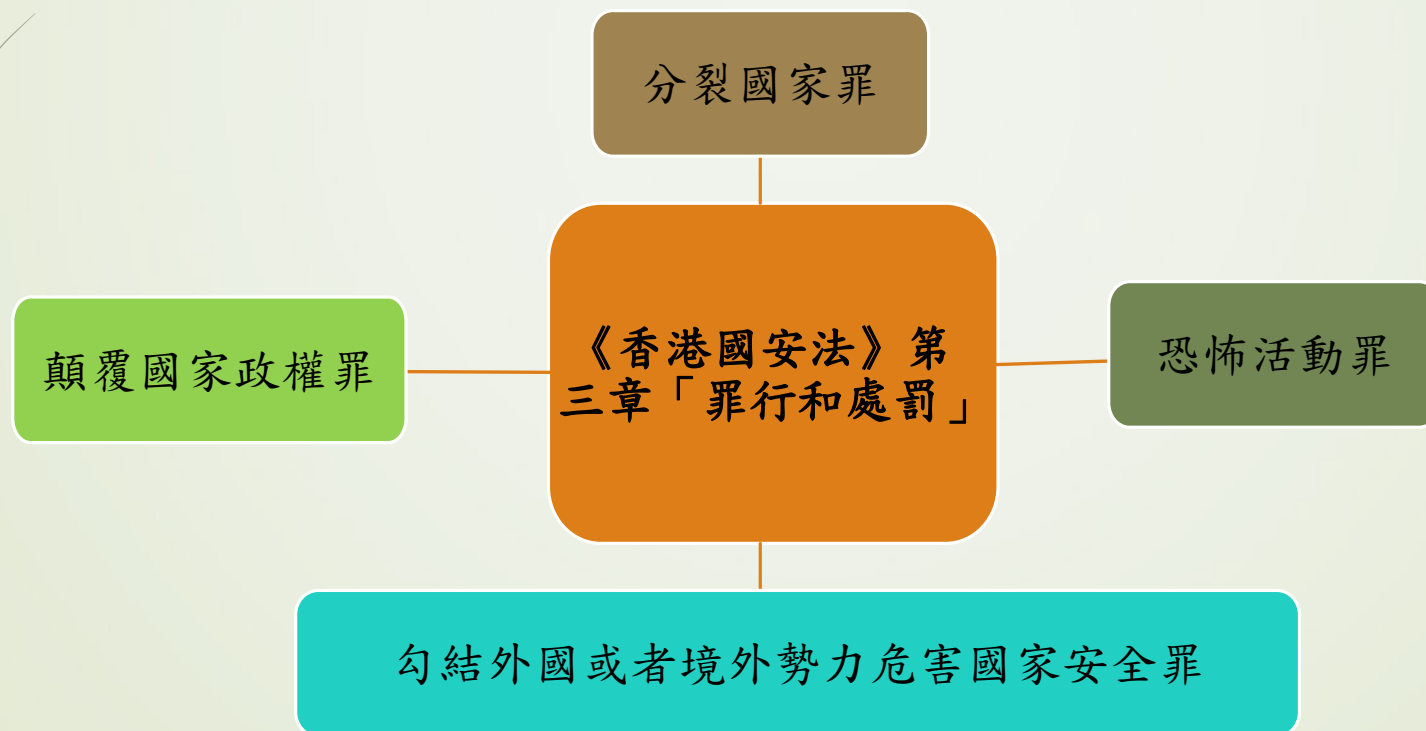 分裂國家罪
顛覆國家政權罪
《香港國安法》第
三章「罪行和處罰」
恐怖活動罪
勾結外國或者境外勢力危害國家安全罪